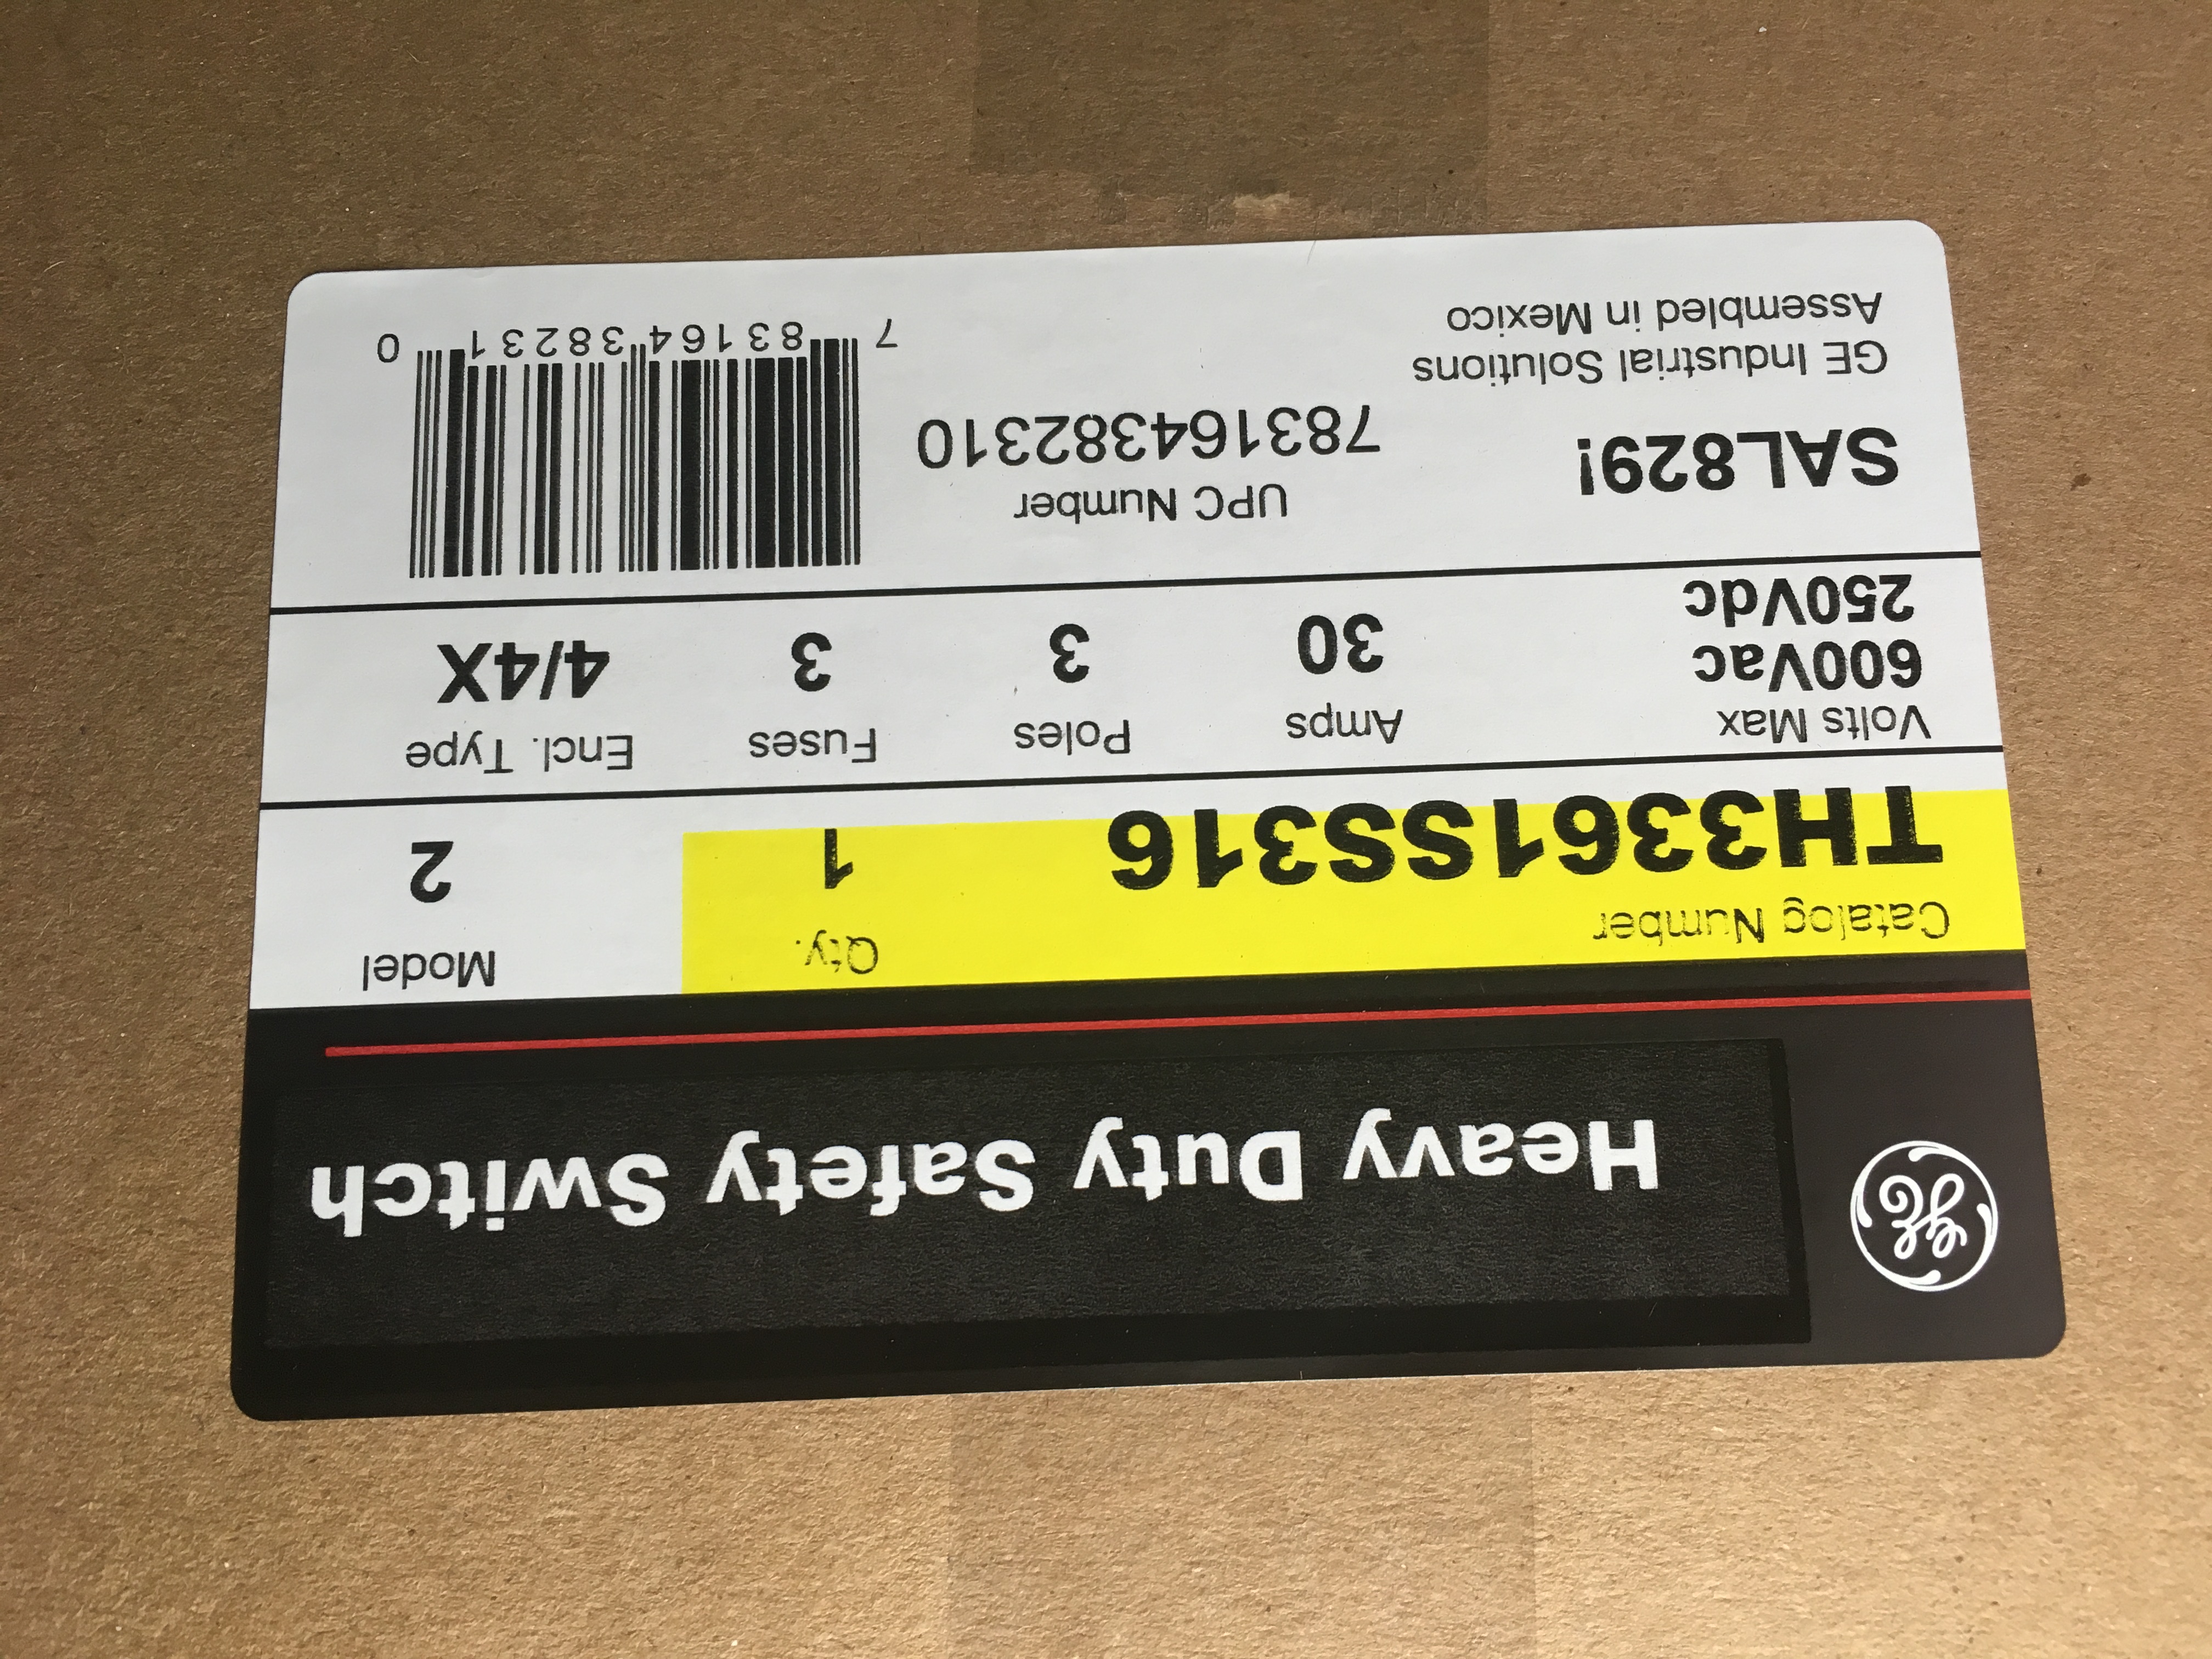 GE
Heavy Duty Safety Switch
Catalog Number Qty. Model
TH3361SS316 1 2
Volts Max Amps Poles Fuses Encl. Type
600Vac 30 3 3 4/4X
250Vdc
SAL829! UPC Number
783164382310
GE Industrial Solutions
Assembled in Mexico
7 83164 38231 0